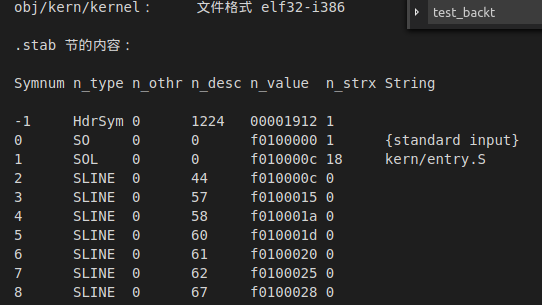 obj/kern/kernel： 文件格式 elf32-i386
test_backt
.stab 节的内容：
Symnum n_type n_othr n_desc n_value n_strx String
-1 HdrSym 0 1224 00001912 1
0 SO 0 0 f0100000 1 {standard input}
1 SOL 0 0 f010000c 18 kern/entry.S
2 SLINE 0 44 f010000c 0
3 SLINE 0 57 f0100015 0
4 SLINE 0 58 f010001a 0
5 SLINE 0 60 f010001d 0
6 SLINE 0 61 f0100020 0
7 SLINE 0 62 f0100025 0
8 SLINE 0 67 f0100028 0